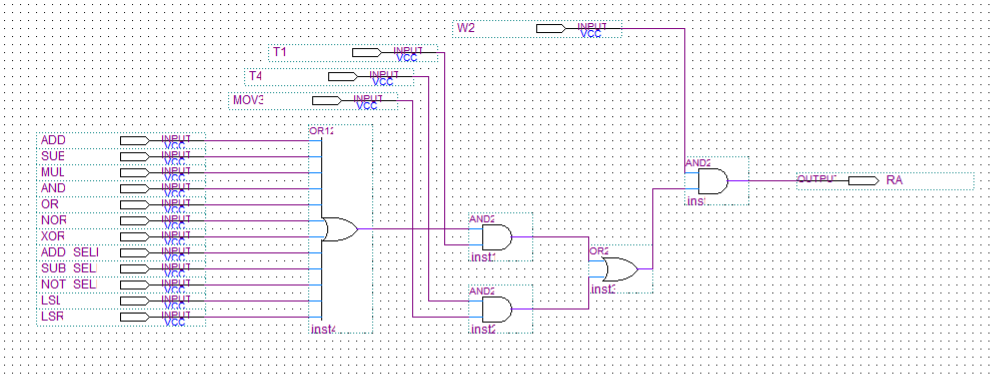 W2 INPUT VCC
T1 INPUT VCC
T4 INPUT VCC
MOV3 INPUT VCC
OR12
ADD INPUT VCC
SUB INPUT VCC
MUL INPUT VCC
AND INPUT VCC
OR INPUT VCC
NOR INPUT VCC
XOR INPUT VCC
ADD SELI INPUT VCC
SUB SEL INPUT VCC
NOT SEL INPUT VCC
LSL INPUT VCC
LSR INPUT VCC
inst4
AND2
inst1
AND2
inst2
OR2
inst3
AND2
inst
OUTPUT RA